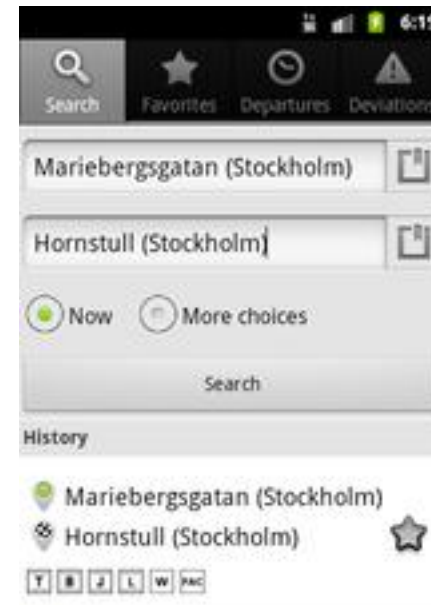 6:15
Search Favorites Departures Deviations
Mariebergsgatan (Stockholm)
Hornstull (Stockholm)
Now More choices
Search
History
Mariebergsgatan (Stockholm)
Hornstull (Stockholm)
T B J L W PAC